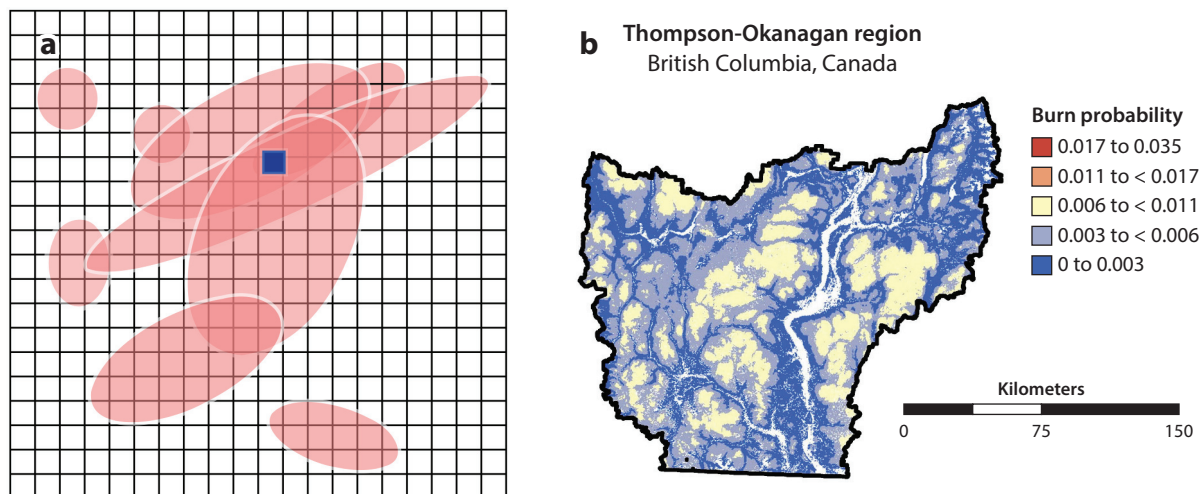 a
b
Thompson-Okanagan region
British Columbia, Canada
Burn probability
0.017 to 0.035
0.011 to < 0.017
0.006 to < 0.011
0.003 to < 0.006
0 to 0.003
Kilometers
0 75 150